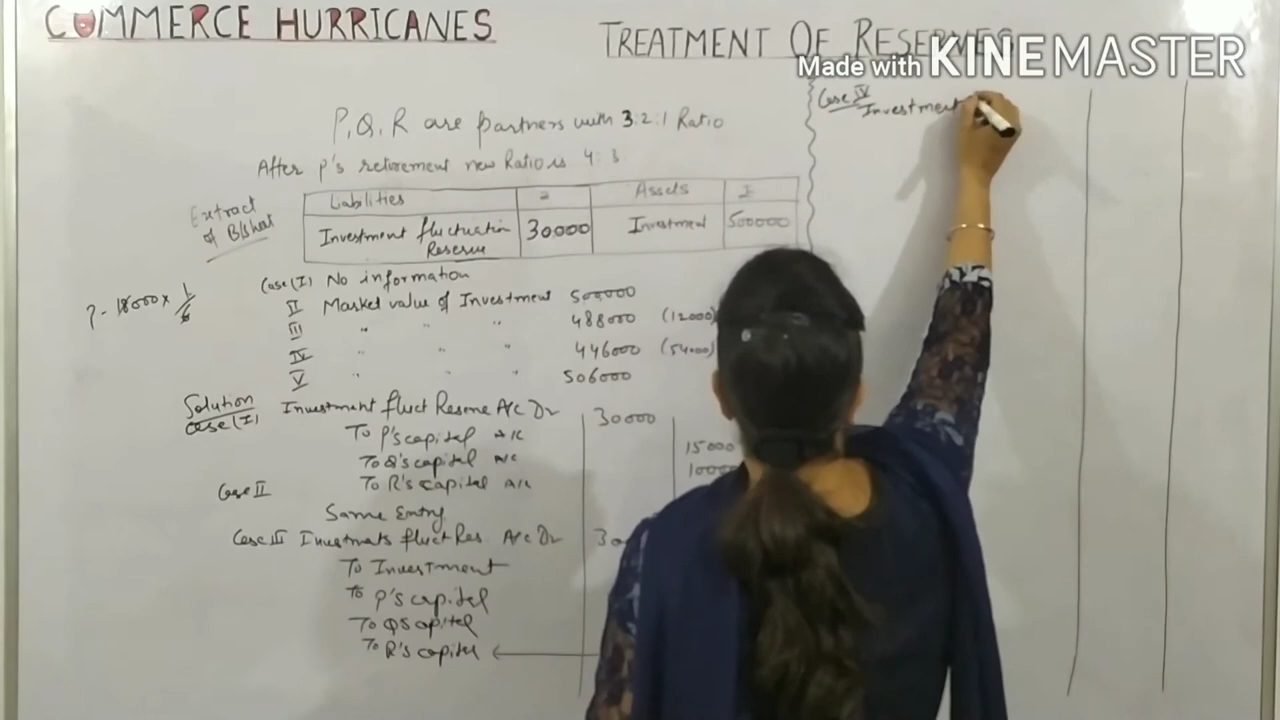 COMMERCE HURRICANES
TREATMENT OF RESERVES
Made with KINEMASTER
P, Q, R are partners with 3:2:1 Ratio
After P's retirement new Ratio is 4:3
Extract of B/Sheet
Liabilities Assets
Investment fluctuation Reserve 30000 Investment 500000
Case (I) No information
II Market value of Investment 500000
III " " " 488000 (12000)
IV " " " 446000 (54000)
V " " " 506000
18000 × 1/6
Solution
Case (I) Investment fluct Reserve A/c Dr 30000
To P's capital A/c 15000
To Q's capital A/c 10000
To R's capital A/c
Case II
Same Entry
Case III Investments fluct Res. A/c Dr
To Investment
To P's capital
To Q's capital
To R's capital
Case IV
Investment